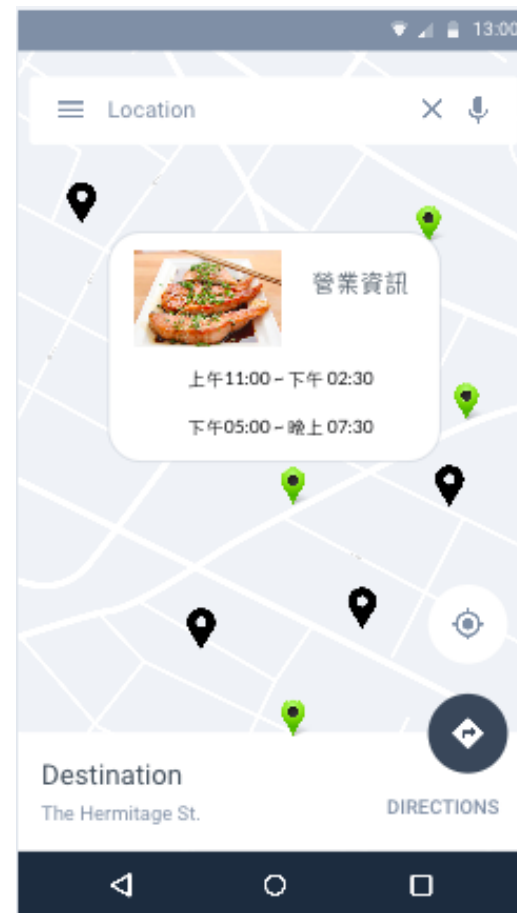 13:00
Location
營業資訊
上午11:00 ~ 下午 02:30
下午05:00 ~ 晚上 07:30
Destination
The Hermitage St.
DIRECTIONS